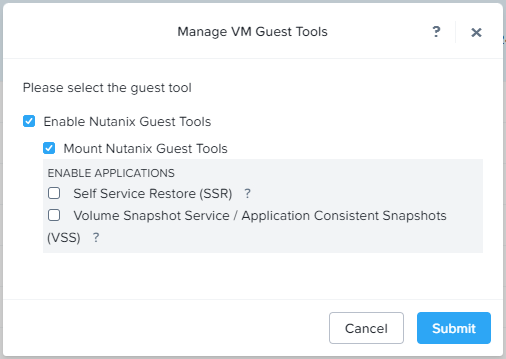 Manage VM Guest Tools ? ×
Please select the guest tool
Enable Nutanix Guest Tools
Mount Nutanix Guest Tools
ENABLE APPLICATIONS
Self Service Restore (SSR) ?
Volume Snapshot Service / Application Consistent Snapshots
(VSS) ?
Cancel Submit